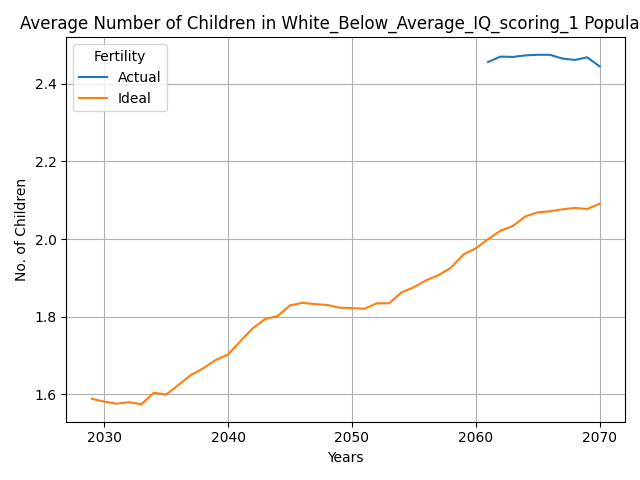 Average Number of Children in White_Below_Average_IQ_scoring_1 Popula
Fertility
Actual
Ideal
No. of Children
2.4
2.2
2.0
1.8
1.6
2030 2040 2050 2060 2070
Years